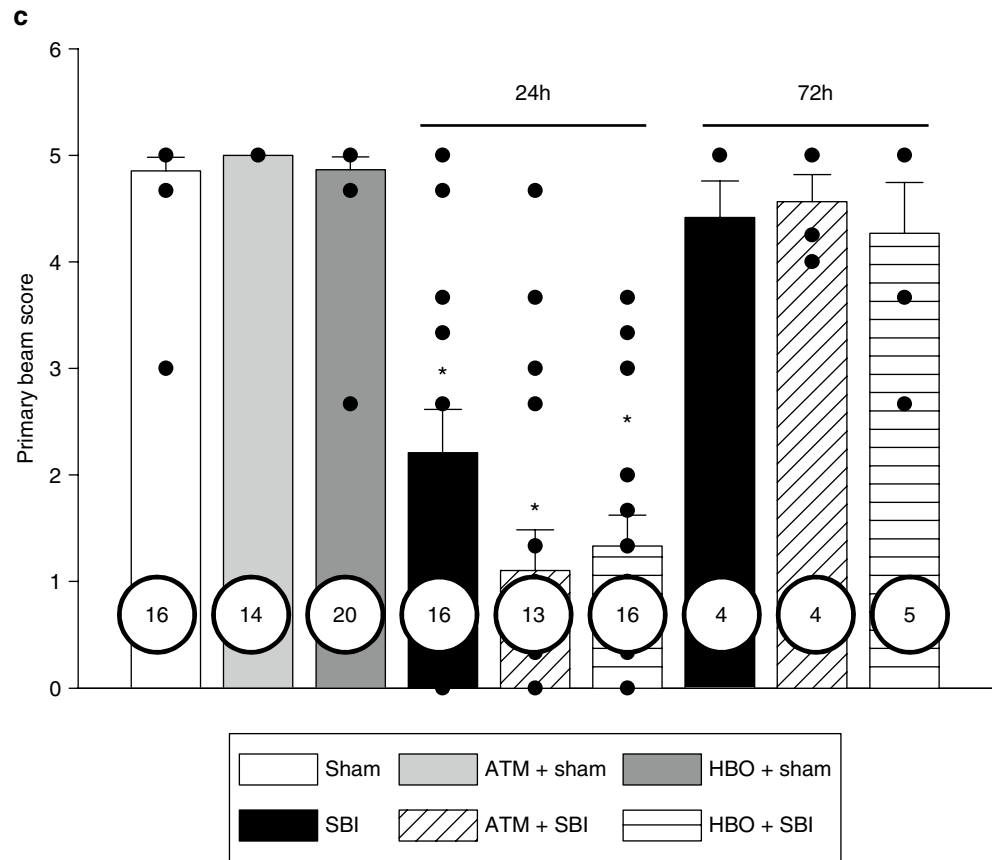 c
6
24h
72h
5
4
3
*
*
*
2
1
16
14
20
16
13
16
4
4
5
0
Primary beam score
Sham
ATM + sham
HBO + sham
SBI
ATM + SBI
HBO + SBI